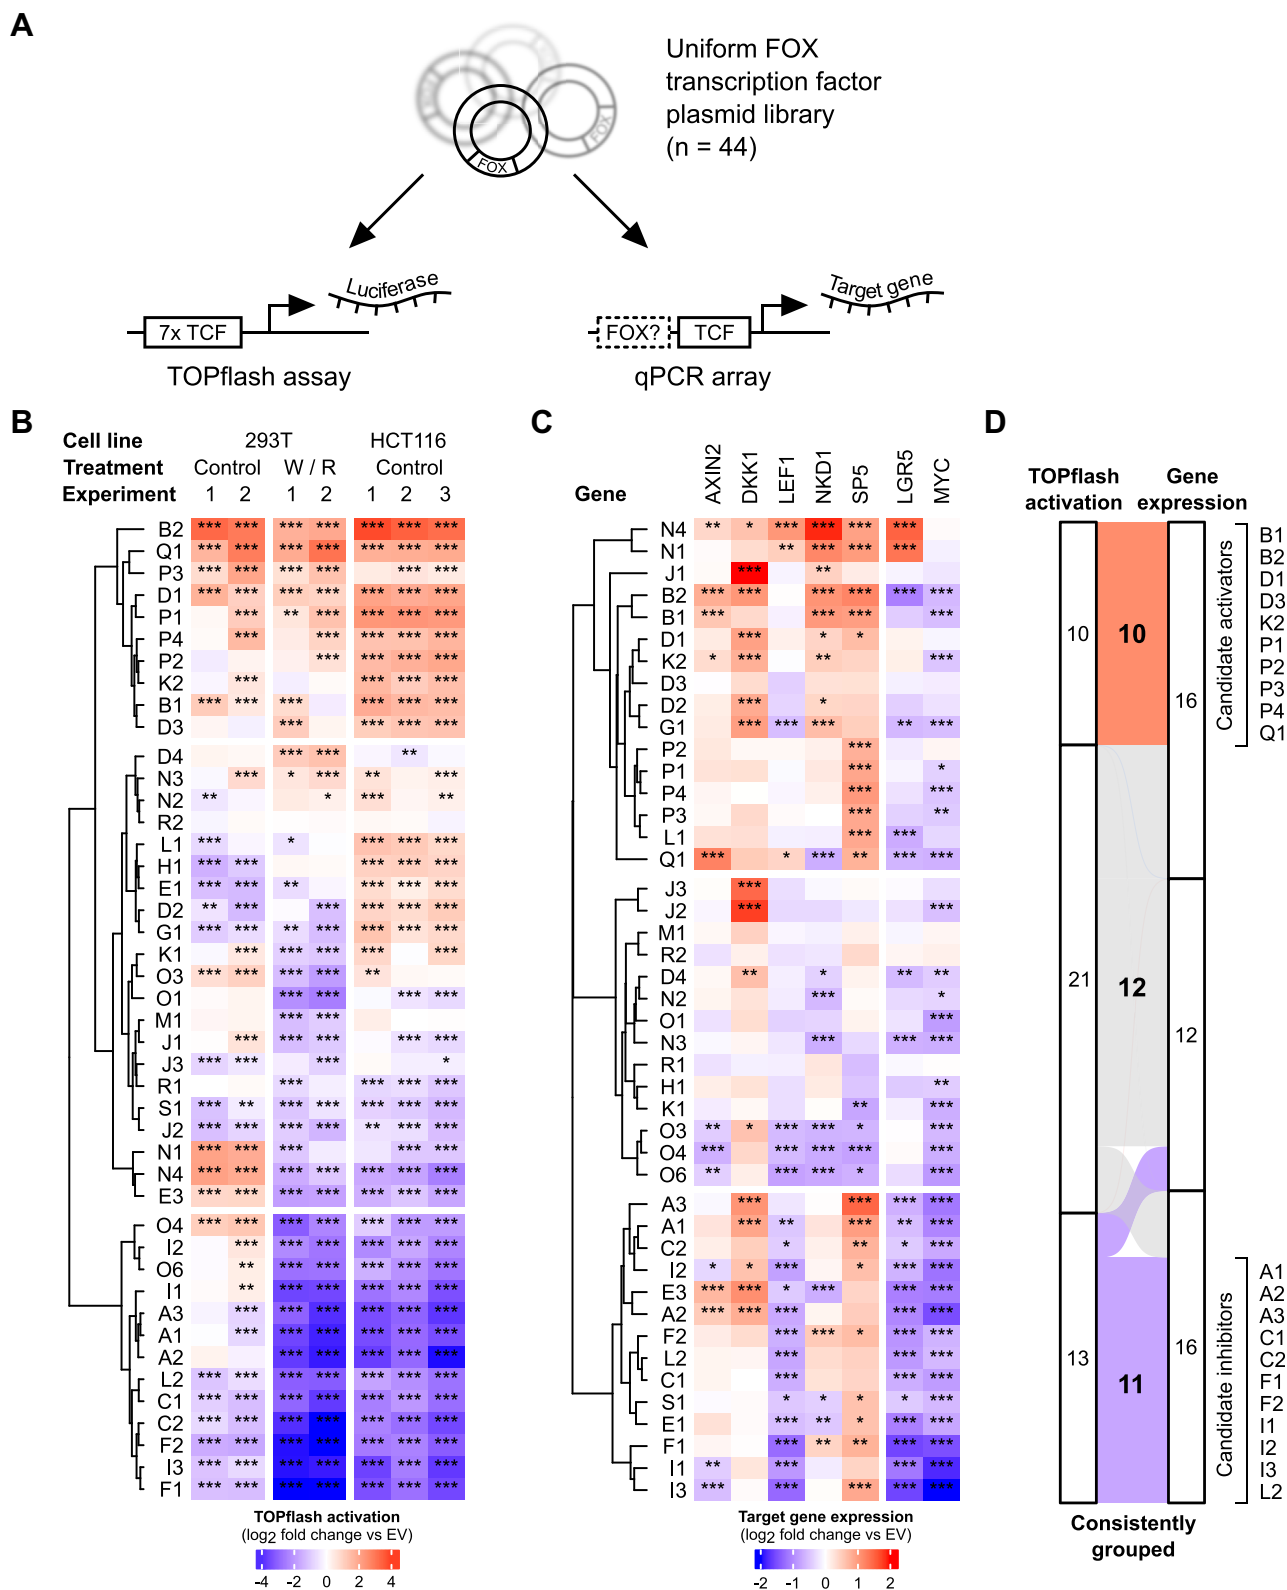 A
Uniform FOX
transcription factor
plasmid library
(n = 44)
FOX
FOX
Luciferase
7x TCF
TOPflash assay
Target gene
FOX?
TCF
qPCR array
B
Cell line 293T HCT116
Treatment Control W / R Control
Experiment 1 2 1 2 1 2 3
B2 *** *** *** *** *** *** ***
Q1 *** *** *** *** *** *** ***
P3 *** *** *** *** *** ***
D1 *** *** *** *** *** *** ***
P1 *** ** *** *** *** ***
P4 *** *** *** *** ***
P2 *** *** *** ***
K2 *** *** *** ***
B1 *** *** *** *** *** ***
D3 *** *** *** ***
D4 *** *** **
N3 *** * *** ** ***
N2 ** * *** **
R2
L1 *** * *** *** ***
H1 *** *** *** *** ***
E1 *** *** ** *** *** ***
D2 ** *** *** *** *** ***
G1 *** *** ** *** *** *** ***
K1 *** *** *** *** ***
O3 *** *** *** *** **
O1 *** *** *** ***
M1 *** ***
J1 *** *** *** *** ***
J3 *** *** *** *
R1 *** *** *** ***
S1 *** ** *** *** *** *** ***
J2 *** *** *** *** ** *** ***
N1 *** *** *** *** ***
N4 *** *** *** *** *** *** ***
E3 *** *** *** *** *** *** ***
O4 *** *** *** *** *** *** ***
I2 *** *** *** *** *** ***
O6 ** *** *** *** *** ***
I1 ** *** *** *** *** ***
A3 *** *** *** *** *** ***
A1 *** *** *** *** *** ***
A2 *** *** *** *** ***
L2 *** *** *** *** *** *** ***
C1 *** *** *** *** *** *** ***
C2 *** *** *** *** *** *** ***
F2 *** *** *** *** *** *** ***
I3 *** *** *** *** *** *** ***
F1 *** *** *** *** *** *** ***
TOPflash activation
(log2 fold change vs EV)
-4 -2 0 2 4
C
Gene AXIN2 DKK1 LEF1 NKD1 SP5 LGR5 MYC
N4 ** * *** *** *** ***
N1 ** *** *** ***
J1 *** **
B2 *** *** *** *** *** ***
B1 *** *** *** ***
D1 *** * *
K2 * *** ** ***
D3
D2 *** *
G1 *** *** *** ** ***
P2 ***
P1 *** *
P4 *** ***
P3 *** **
L1 *** ***
Q1 *** * *** ** *** ***
J3 ***
J2 *** ***
M1
R2
D4 ** * ** **
N2 *** *
O1 ***
N3 *** *** ***
R1
H1 **
K1 ** ***
O3 ** * *** *** * ***
O4 *** *** *** *** ***
O6 ** *** *** * ***
A3 *** *** *** ***
A1 *** ** *** ** ***
C2 * ** * ***
I2 * * *** * *** ***
E3 *** *** * *** *** ***
A2 *** *** *** *** ***
F2 *** *** * *** ***
L2 *** *** ***
C1 *** *** ***
S1 * * * * ***
E1 *** ** * *** ***
F1 *** ** ** *** ***
I1 ** *** *** ***
I3 *** *** *** *** ***
Target gene expression
(log2 fold change vs EV)
-2 -1 0 1 2
D
TOPflash
activation
Gene
expression
10
10
16
21
12
12
13
11
16
Candidate activators
B1
B2
D1
D3
K2
P1
P2
P3
P4
Q1
Candidate inhibitors
A1
A2
A3
C1
C2
F1
F2
I1
I2
I3
L2
Consistently
grouped